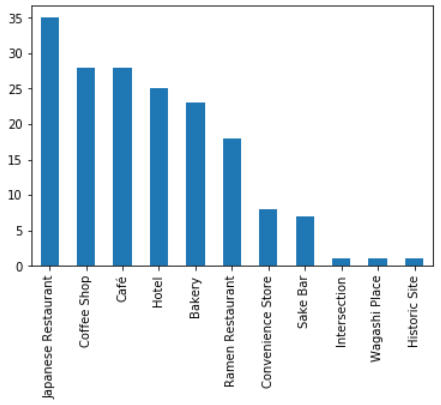 35
30
25
20
15
10
5
0
Japanese Restaurant
Coffee Shop
Café
Hotel
Bakery
Ramen Restaurant
Convenience Store
Sake Bar
Intersection
Wagashi Place
Historic Site